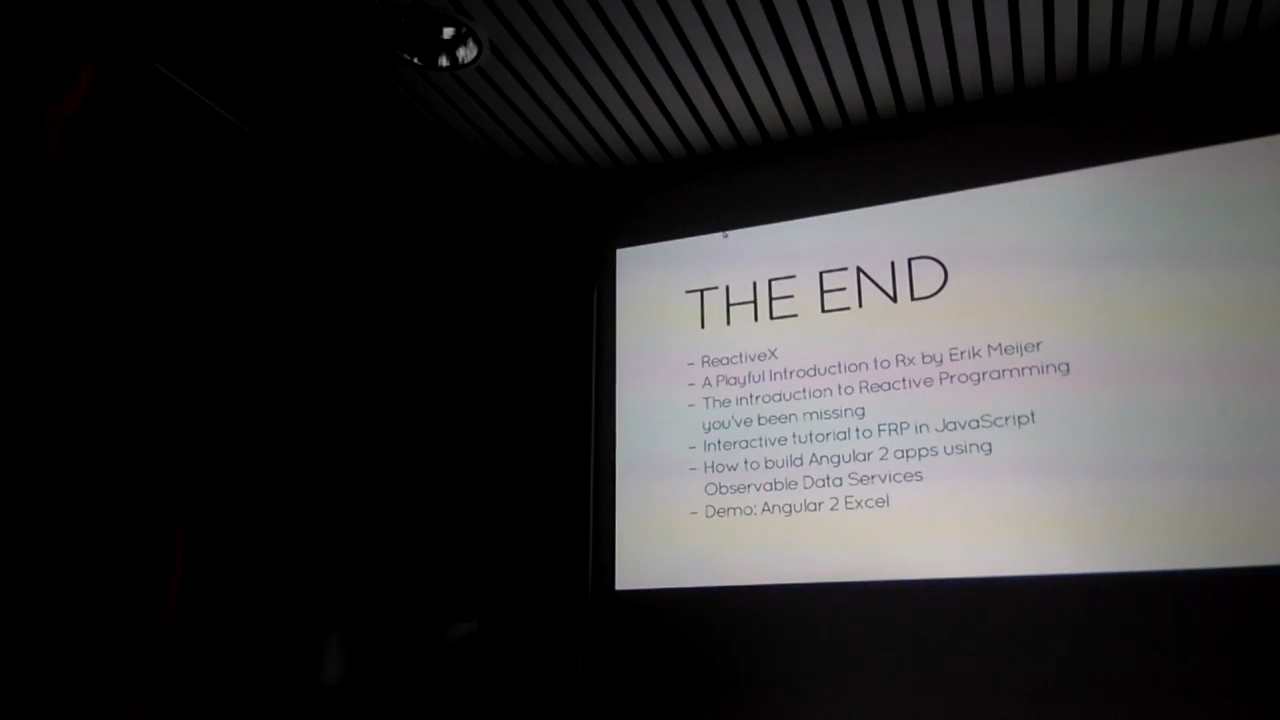 THE END
- ReactiveX
- A Playful Introduction to Rx by Erik Meijer
- The introduction to Reactive Programming
you've been missing
- Interactive tutorial to FRP in JavaScript
- How to build Angular 2 apps using
Observable Data Services
- Demo: Angular 2 Excel